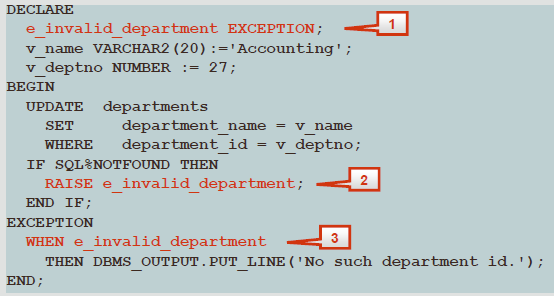 DECLARE
e_invalid_department EXCEPTION; 1
v_name VARCHAR2(20):='Accounting';
v_deptno NUMBER := 27;
BEGIN
UPDATE departments
SET department_name = v_name
WHERE department_id = v_deptno;
IF SQL%NOTFOUND THEN
RAISE e_invalid_department; 2
END IF;
EXCEPTION
WHEN e_invalid_department 3
THEN DBMS_OUTPUT.PUT_LINE('No such department id.');
END;